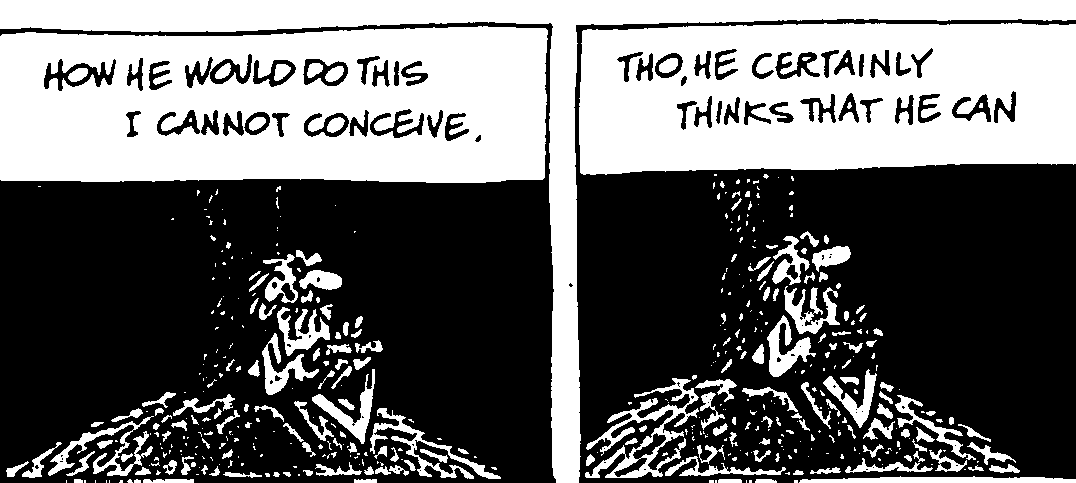 HOW HE WOULD DO THIS
I CANNOT CONCEIVE.
THO, HE CERTAINLY
THINKS THAT HE CAN